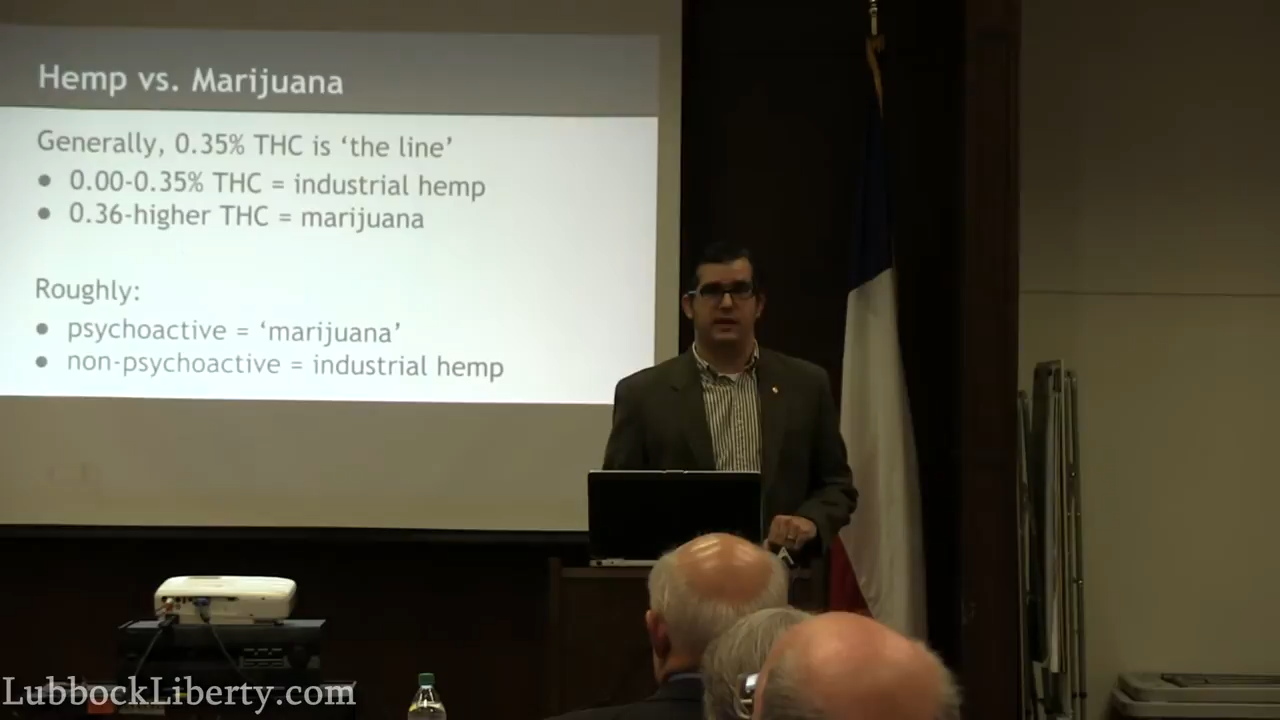 Hemp vs. Marijuana
Generally, 0.35% THC is ‘the line’
● 0.00-0.35% THC = industrial hemp
● 0.36-higher THC = marijuana
Roughly:
● psychoactive = ‘marijuana’
● non-psychoactive = industrial hemp
LubbockLiberty.com